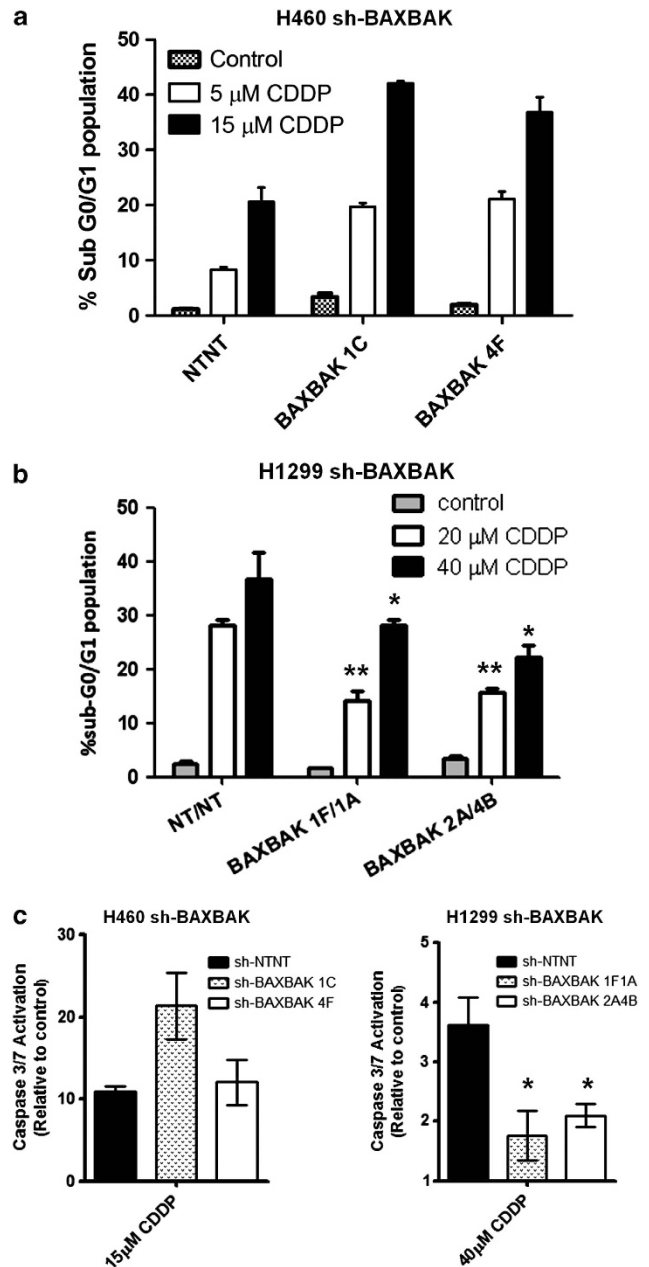 a
H460 sh-BAXBAK
% Sub G0/G1 population
50
40
30
20
10
0
Control
5 μM CDDP
15 μM CDDP
NTNT
BAXBAK 1C
BAXBAK 4F
b
H1299 sh-BAXBAK
%sub-G0/G1 population
50
40
30
20
10
0
control
20 μM CDDP
40 μM CDDP
** *
** *
NT/NT
BAXBAK 1F/1A
BAXBAK 2A/4B
c
H460 sh-BAXBAK
Caspase 3/7 Activation
(Relative to control)
30
20
10
0
sh-NTNT
sh-BAXBAK 1C
sh-BAXBAK 4F
15μM CDDP
H1299 sh-BAXBAK
Caspase 3/7 Activation
(Relative to control)
5
4
3
2
1
sh-NTNT
sh-BAXBAK 1F1A
sh-BAXBAK 2A4B
* *
40μM CDDP